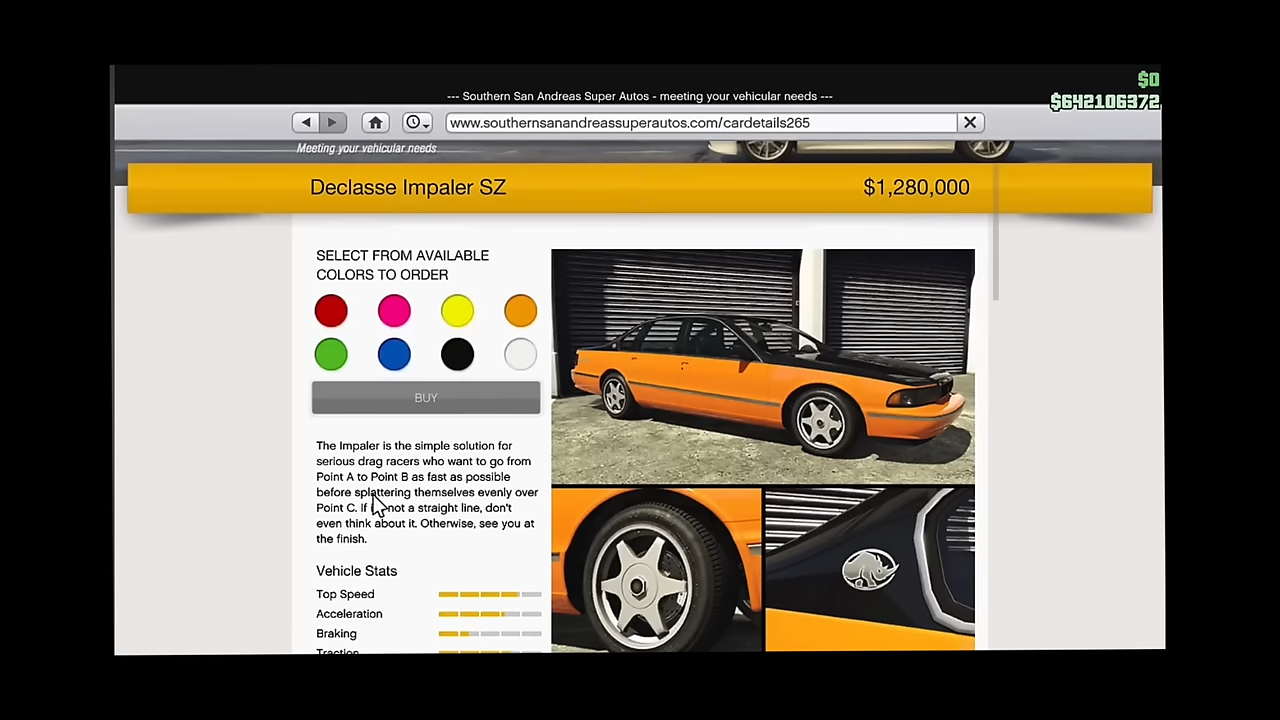 $0
--- Southern San Andreas Super Autos - meeting your vehicular needs ---
$642106372
www.southernsanandreassuperautos.com/cardetails265
Meeting your vehicular needs
Declasse Impaler SZ
$1,280,000
SELECT FROM AVAILABLE
COLORS TO ORDER
BUY
The Impaler is the simple solution for
serious drag racers who want to go from
Point A to Point B as fast as possible
before splattering themselves evenly over
Point C. If not a straight line, don't
even think about it. Otherwise, see you at
the finish.
Vehicle Stats
Top Speed
Acceleration
Braking
Traction